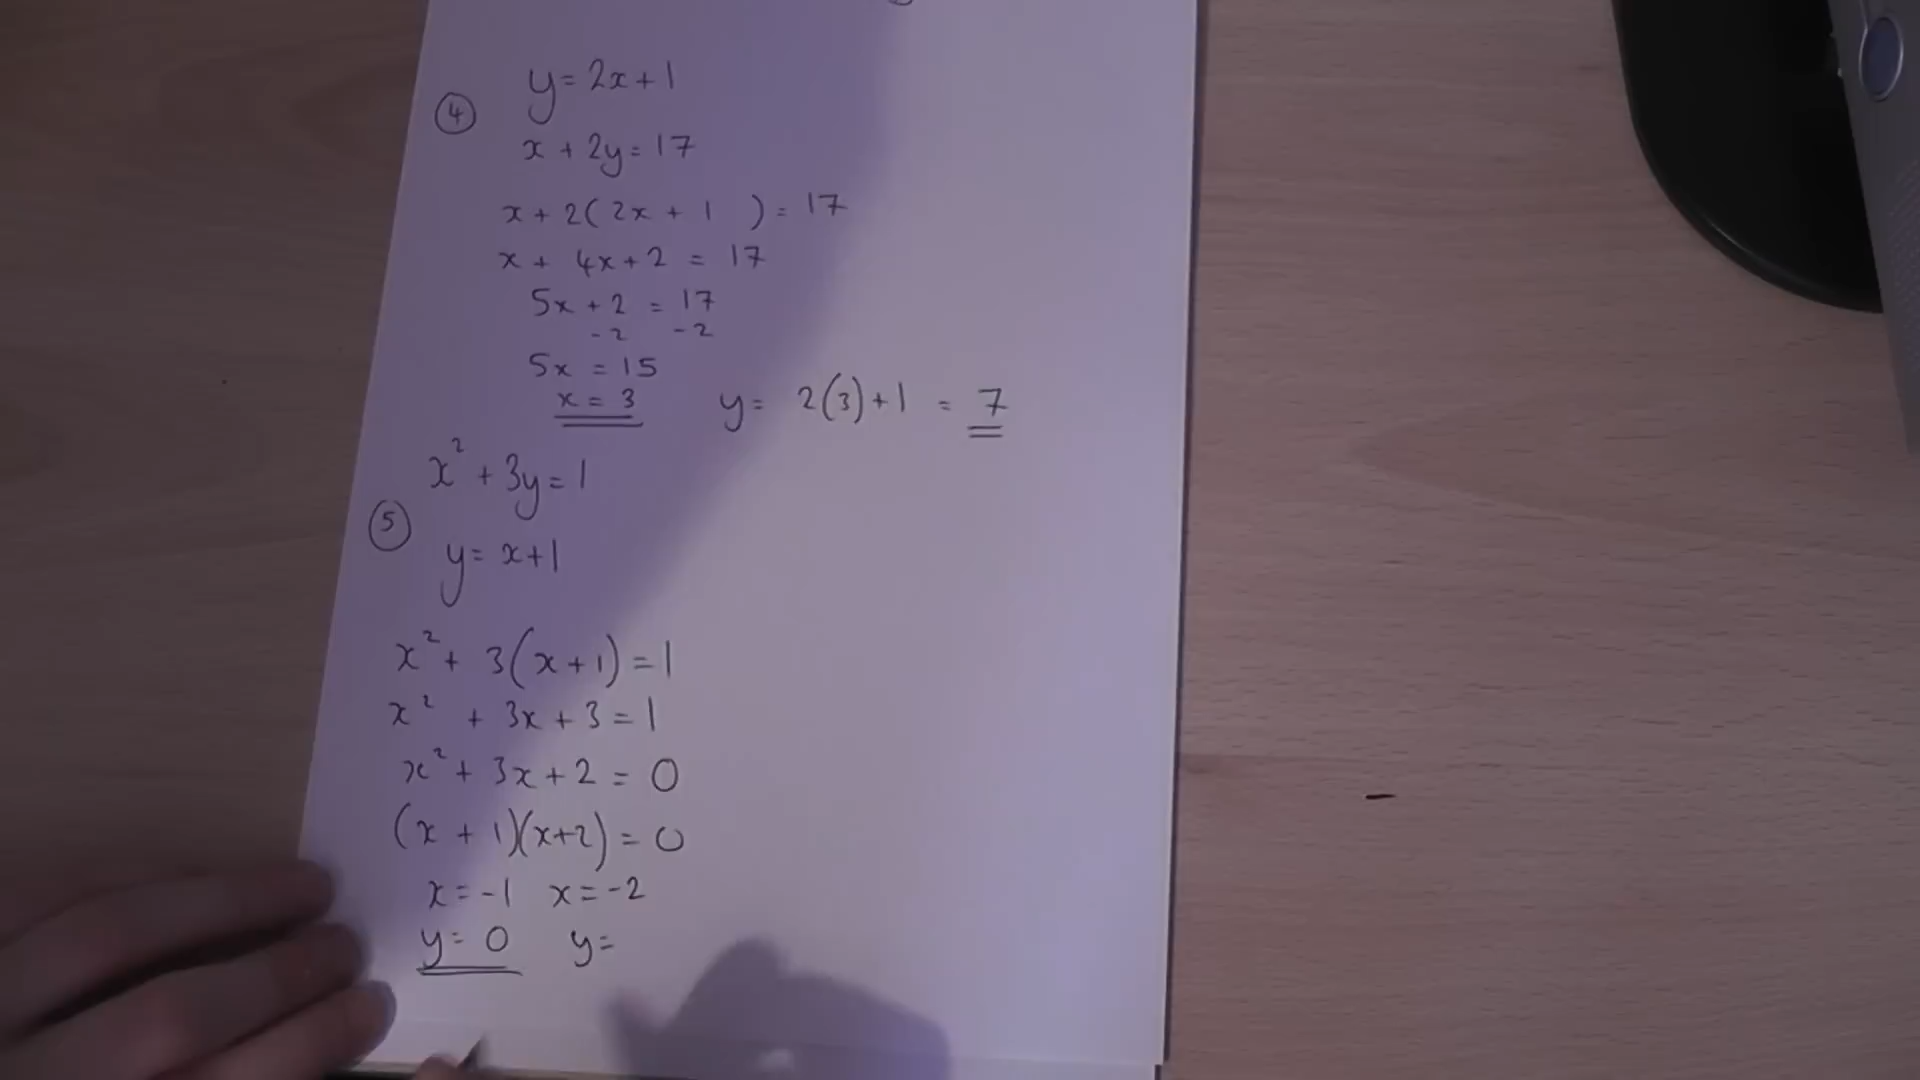 y = 2x + 1
④
x + 2y = 17
x + 2(2x + 1 ) = 17
x + 4x + 2 = 17
5x + 2 = 17
-2 -2
5x = 15
x = 3 y = 2(3) + 1 = 7
x² + 3y = 1
⑤
y = x + 1
x² + 3(x + 1) = 1
x² + 3x + 3 = 1
x² + 3x + 2 = 0
(x + 1)(x + 2) = 0
x = -1 x = -2
y = 0 y =